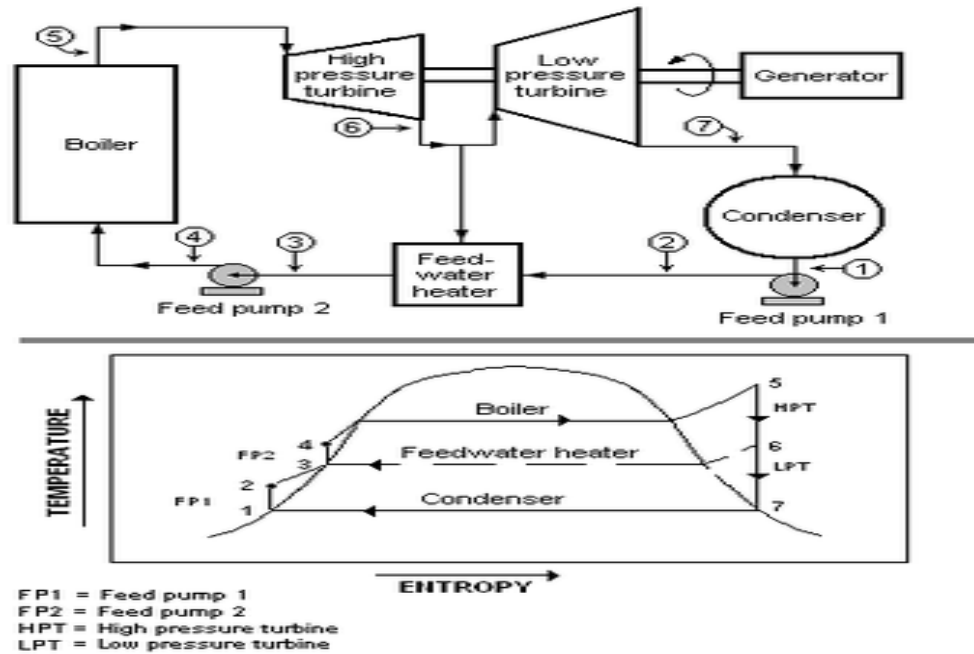 5
High
pressure
turbine
Low
pressure
turbine
Generator
6
7
Boiler
Condenser
4
3
Feed-
water
heater
2
1
Feed pump 2
Feed pump 1
TEMPERATURE
5
Boiler
HPT
4
FP2
Feedwater heater
6
3
LPT
2
FP1
Condenser
1
7
ENTROPY
FP1 = Feed pump 1
FP2 = Feed pump 2
HPT = High pressure turbine
LPT = Low pressure turbine